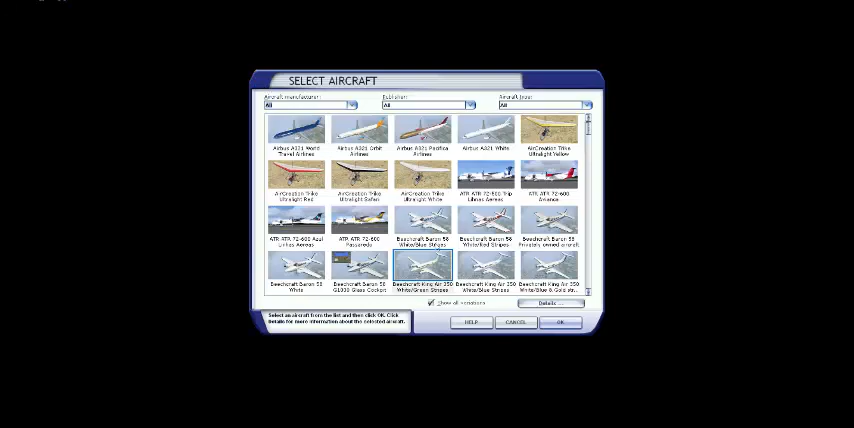 SELECT AIRCRAFT
Aircraft manufacturer:
Publisher:
Aircraft type:
All
All
All
Airbus A321 World
Travel Airlines
Airbus A321 Orbit
Airlines
Airbus A321 Pacifica
Airlines
Airbus A321 White
AirCreation Trike
Ultralight Yellow
AirCreation Trike
Ultralight Red
AirCreation Trike
Ultralight Safari
AirCreation Trike
Ultralight White
ATR ATR 72-500 Trip
Linhas Aereas
ATR ATR 72-600
Avianca
ATR ATR 72-600 Azul
Linhas Aereas
ATR ATR 72-600
Passaredo
Beechcraft Baron 58
White/Blue Stripes
Beechcraft Baron 58
White/Red Stripes
Beechcraft Baron 58
Privately owned aircraft
Beechcraft Baron 58
White
Beechcraft Baron 58
G1000 Glass Cockpit
Beechcraft King Air 350
White/Green Stripes
Beechcraft King Air 350
White/Blue Stripes
Beechcraft King Air 350
White/Blue & Gold str...
Show all variations
Details ...
Select an aircraft from the list and then click OK. Click
Details for more information about the selected aircraft.
HELP
CANCEL
OK